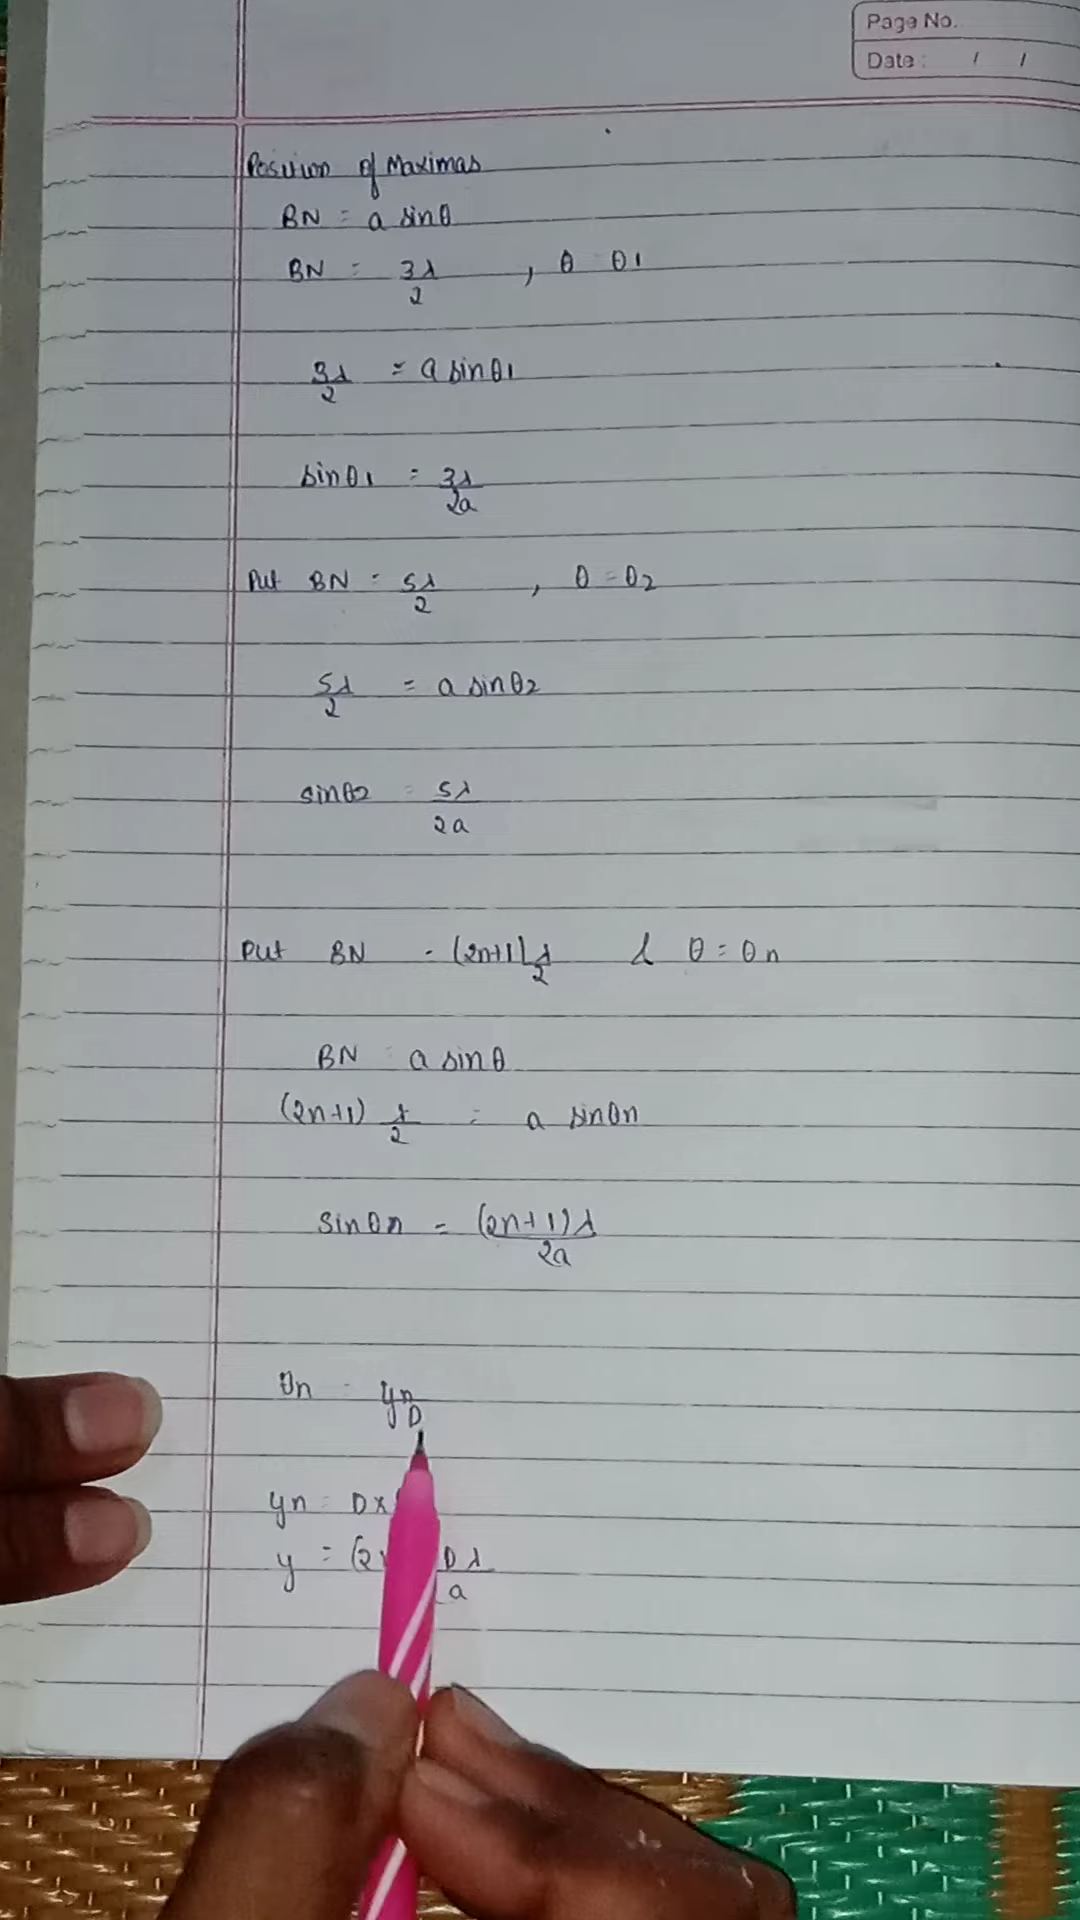 Page No.
Date : / /
Position of Maximas
BN = a sinθ
BN = 3λ/2 , θ = θ1
3λ/2 = a sinθ1
sinθ1 = 3λ/2a
Put BN = 5λ/2 , θ = θ2
5λ/2 = a sinθ2
sinθ2 = 5λ/2a
Put BN = (2n+1)λ/2 & θ = θn
BN = a sinθ
(2n+1) λ/2 = a sinθn
sinθn = (2n+1)λ/2a
θn = yn/D
yn = D×
y = (2 Dλ/a